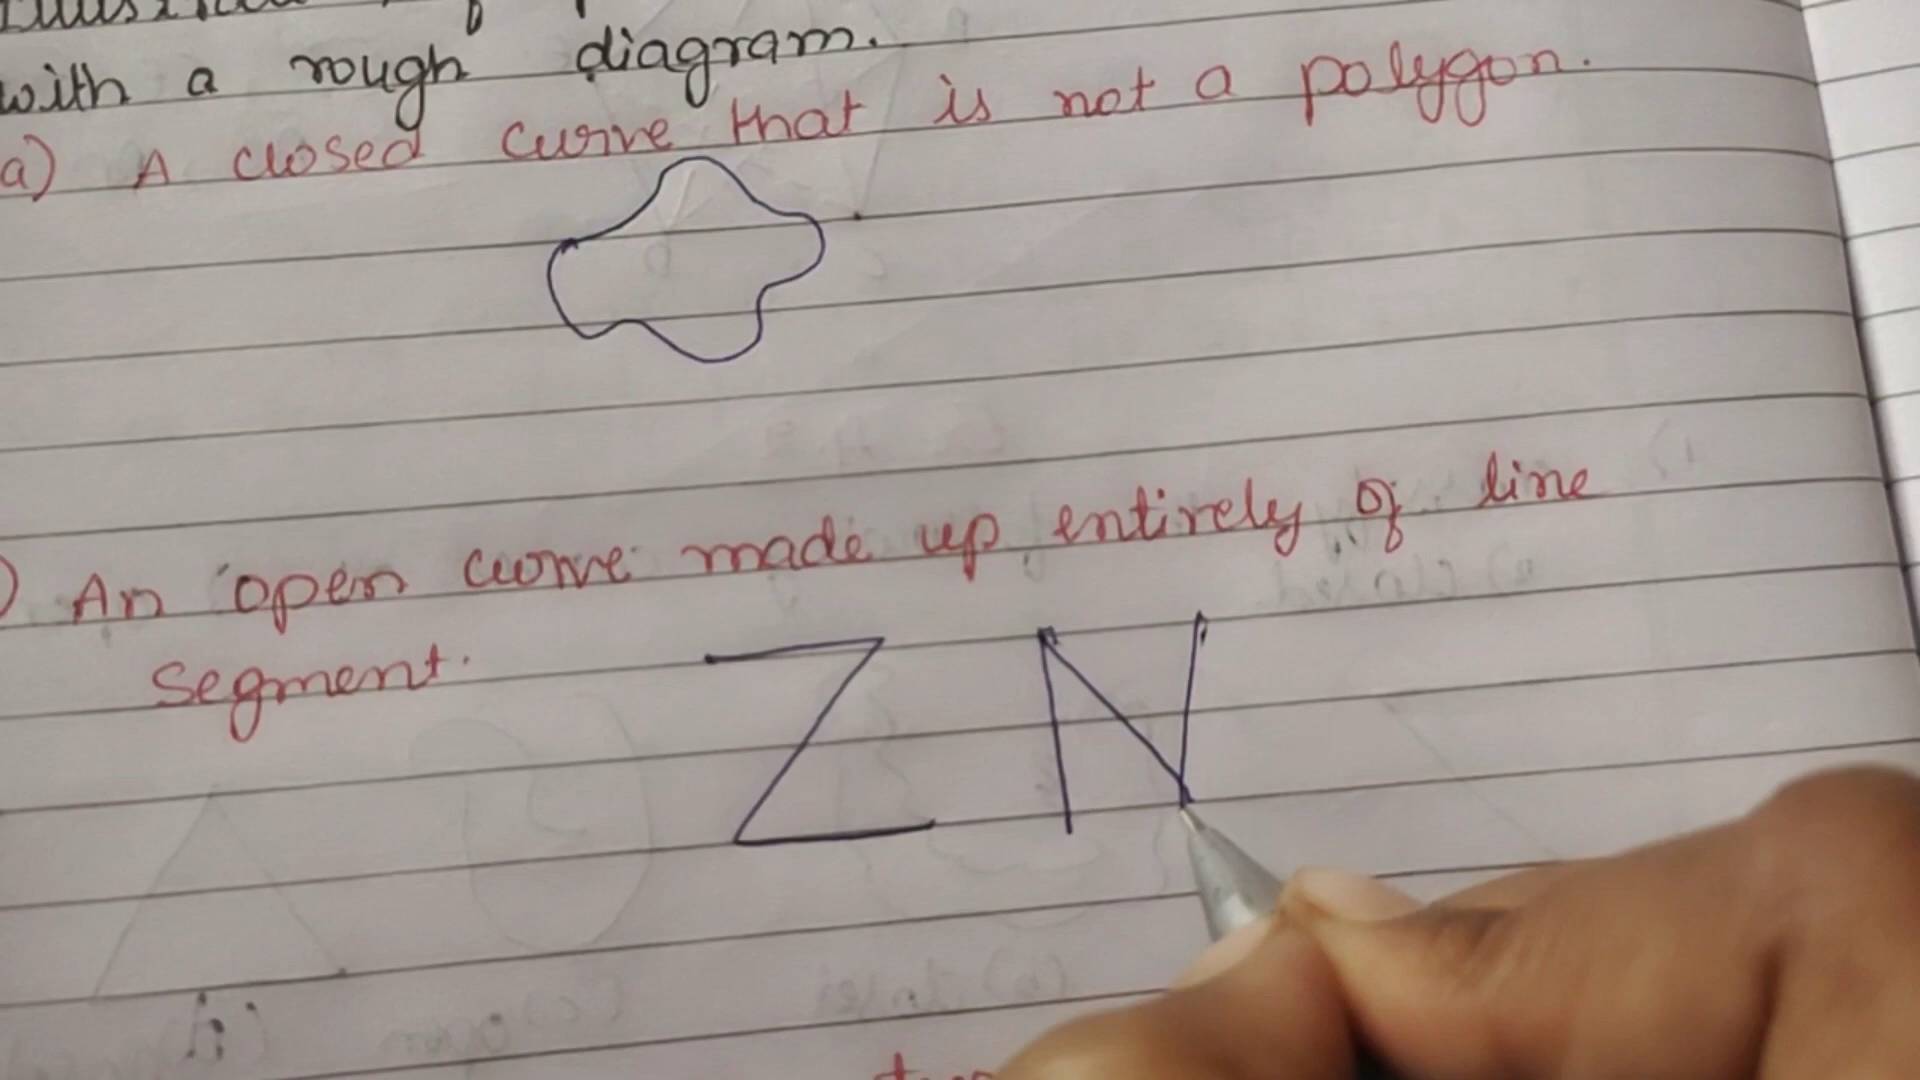 with a rough diagram.
a) A closed curve that is not a polygon.
) An open curve made up entirely of line
segment.
Z N